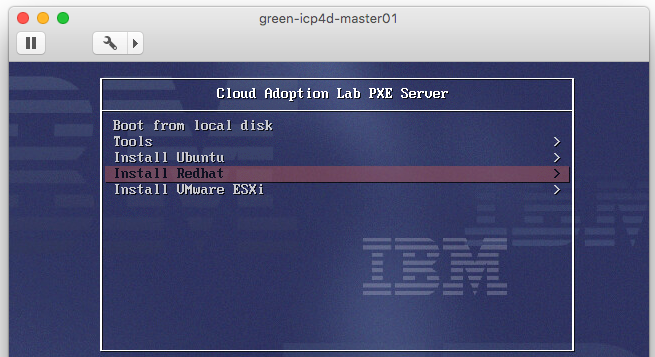 green-icp4d-master01
Cloud Adoption Lab PXE Server
Boot from local disk
Tools >
Install Ubuntu >
Install Redhat >
Install VMware ESXi >
IBM
IBM